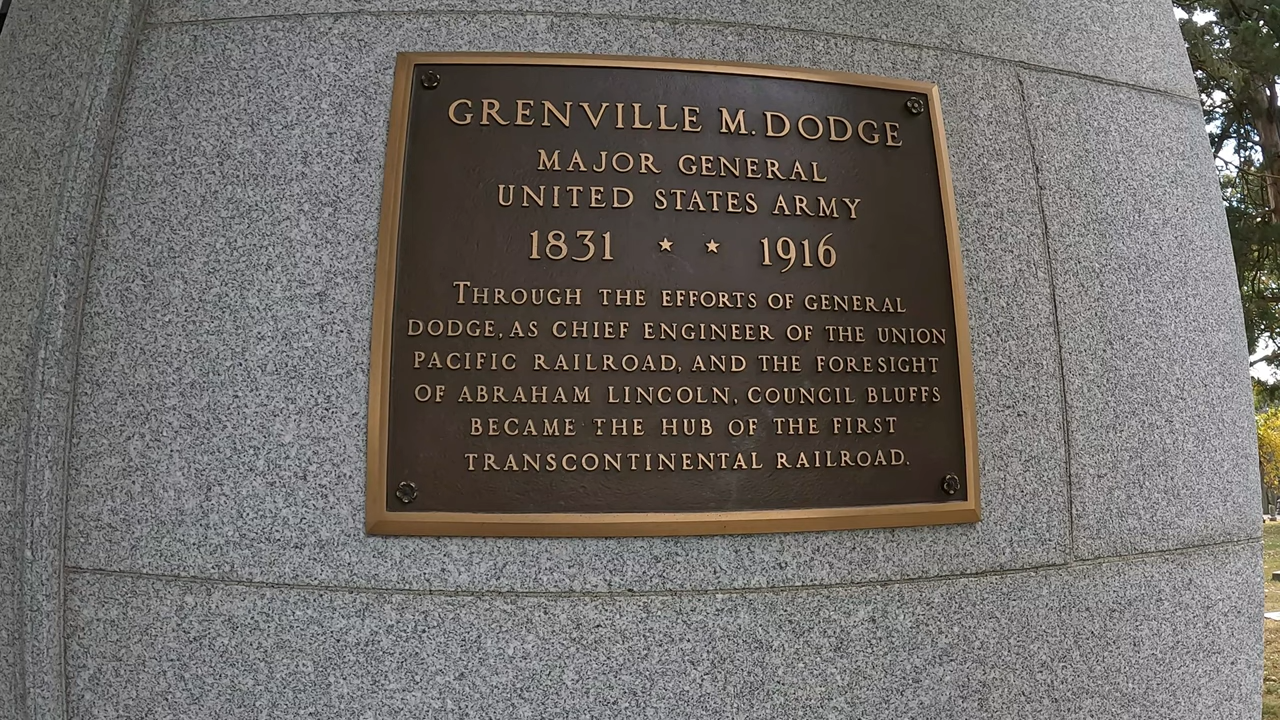 GRENVILLE M. DODGE
MAJOR GENERAL
UNITED STATES ARMY
1831 ★ ★ 1916
THROUGH THE EFFORTS OF GENERAL
DODGE, AS CHIEF ENGINEER OF THE UNION
PACIFIC RAILROAD, AND THE FORESIGHT
OF ABRAHAM LINCOLN, COUNCIL BLUFFS
BECAME THE HUB OF THE FIRST
TRANSCONTINENTAL RAILROAD.